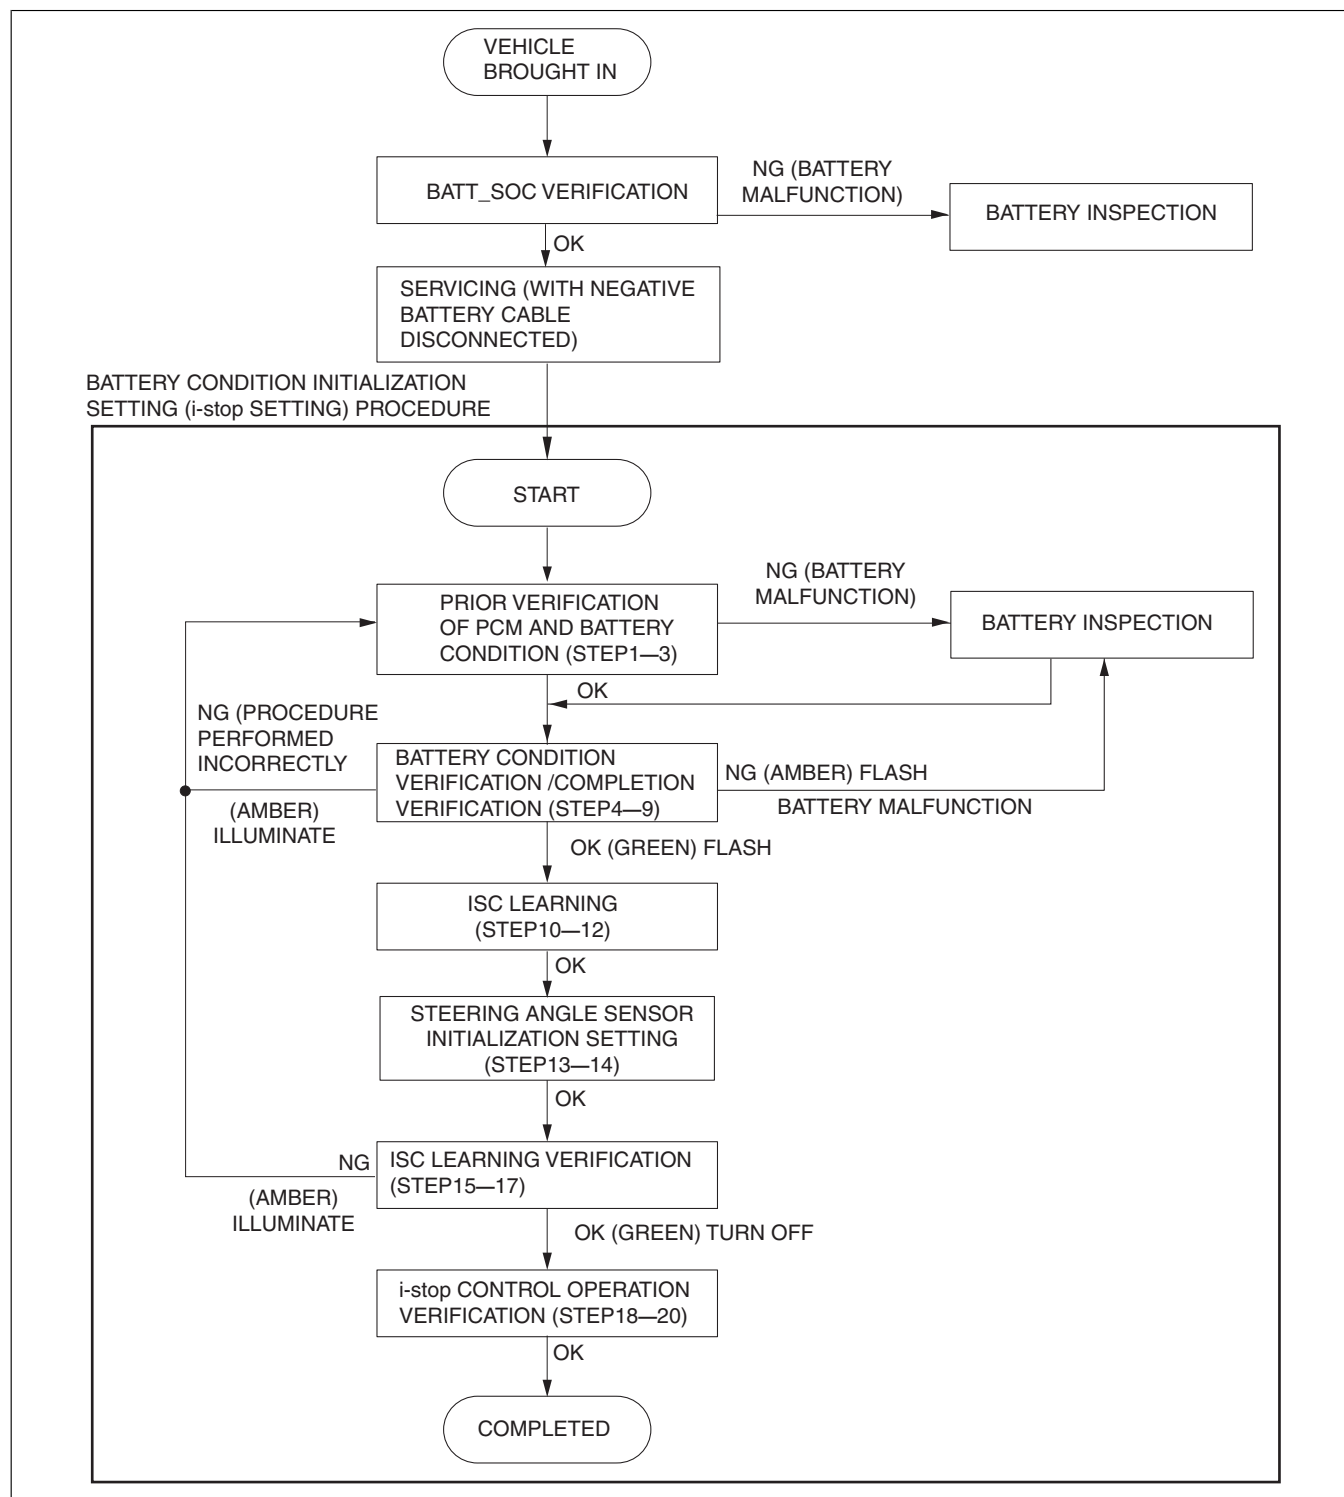 VEHICLE
BROUGHT IN
BATT_SOC VERIFICATION
NG (BATTERY
MALFUNCTION)
BATTERY INSPECTION
OK
SERVICING (WITH NEGATIVE
BATTERY CABLE
DISCONNECTED)
BATTERY CONDITION INITIALIZATION
SETTING (i-stop SETTING) PROCEDURE
START
PRIOR VERIFICATION
OF PCM AND BATTERY
CONDITION (STEP1—3)
NG (BATTERY
MALFUNCTION)
BATTERY INSPECTION
OK
NG (PROCEDURE
PERFORMED
INCORRECTLY
(AMBER)
ILLUMINATE
BATTERY CONDITION
VERIFICATION /COMPLETION
VERIFICATION (STEP4—9)
NG (AMBER) FLASH
BATTERY MALFUNCTION
OK (GREEN) FLASH
ISC LEARNING
(STEP10—12)
OK
STEERING ANGLE SENSOR
INITIALIZATION SETTING
(STEP13—14)
OK
NG
(AMBER)
ILLUMINATE
ISC LEARNING VERIFICATION
(STEP15—17)
OK (GREEN) TURN OFF
i-stop CONTROL OPERATION
VERIFICATION (STEP18—20)
OK
COMPLETED